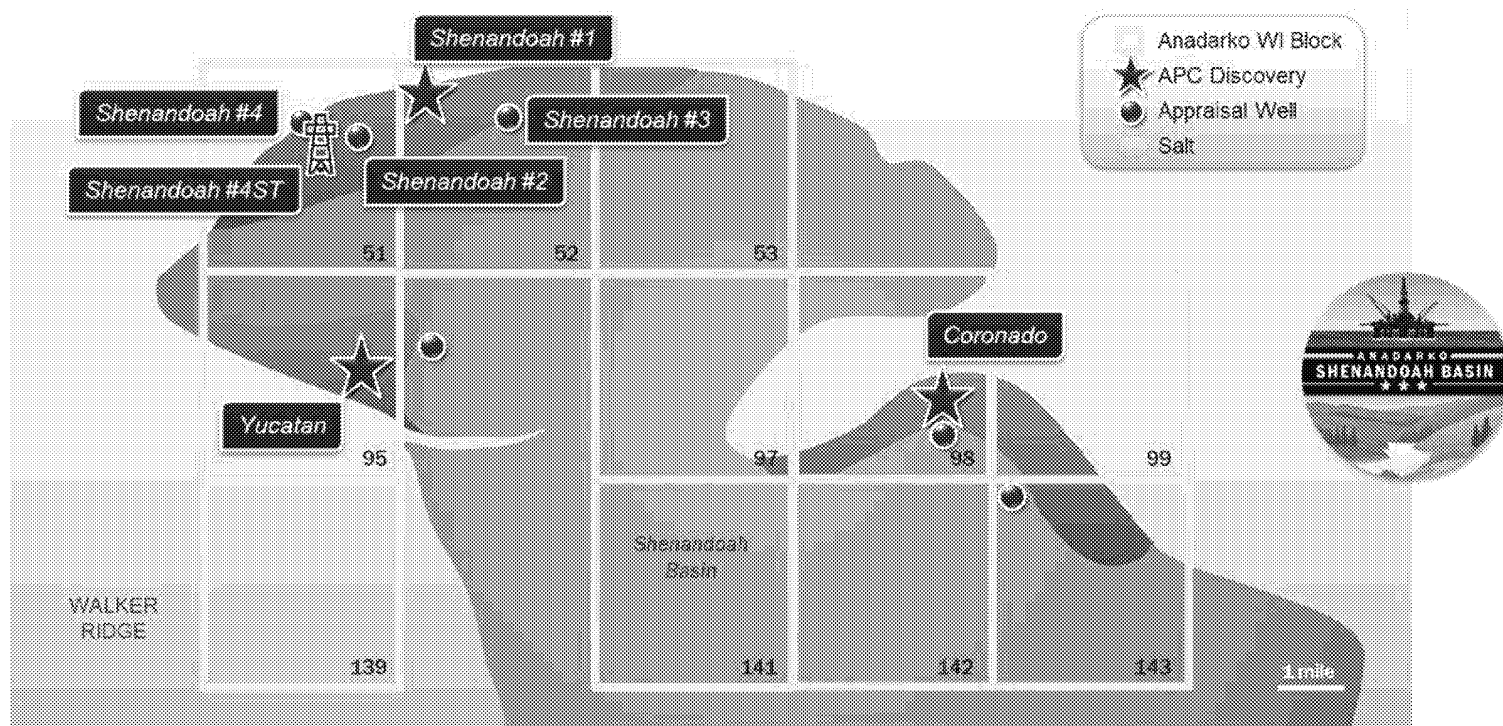 Shenandoah #1
Anadarko WI Block
APC Discovery
Appraisal Well
Salt
Shenandoah #4
Shenandoah #3
Shenandoah #4ST
Shenandoah #2
51
52
53
Coronado
ANADARKO
SHENANDOAH BASIN
Yucatan
95
97
98
99
Shenandoah
Basin
WALKER
RIDGE
139
141
142
143
1 mile